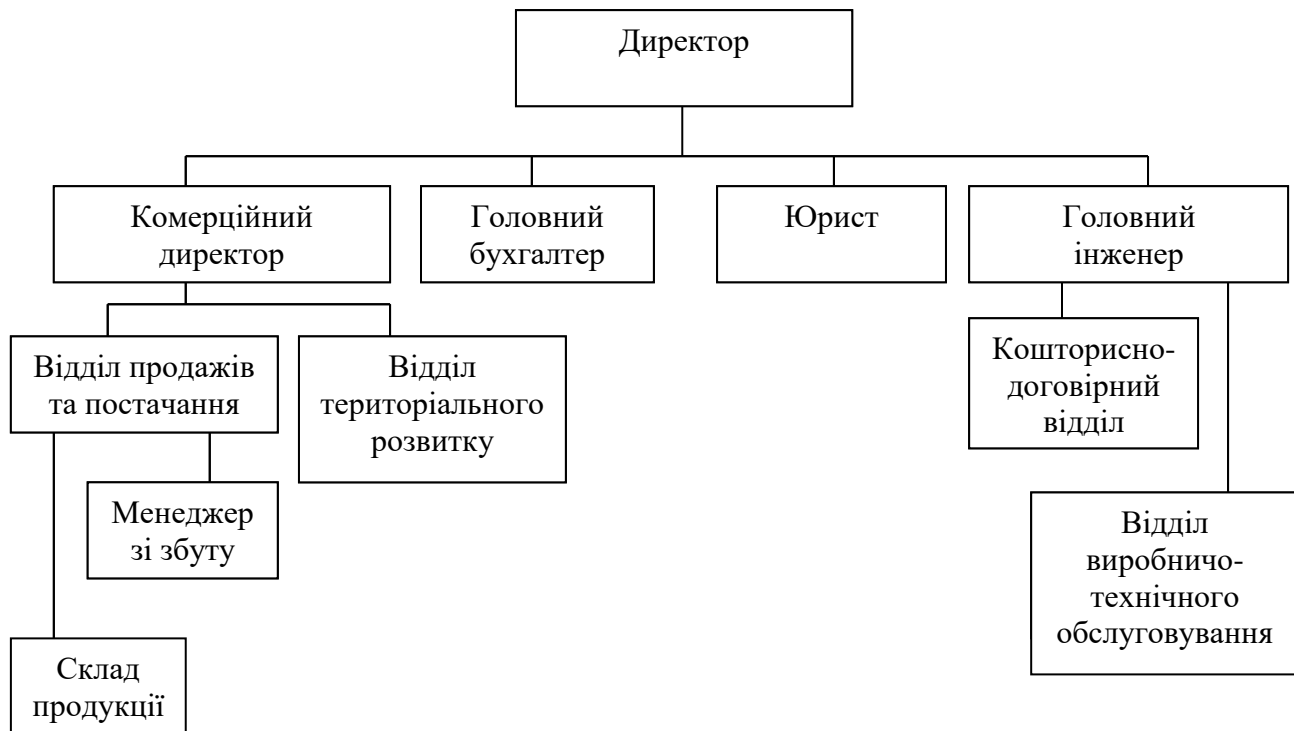 Директор
Комерційний
директор
Головний
бухгалтер
Юрист
Головний
інженер
Відділ продажів
та постачання
Відділ
територіального
розвитку
Кошторисно-
договірний
відділ
Менеджер
зі збуту
Відділ
виробничо-
технічного
обслуговування
Склад
продукції